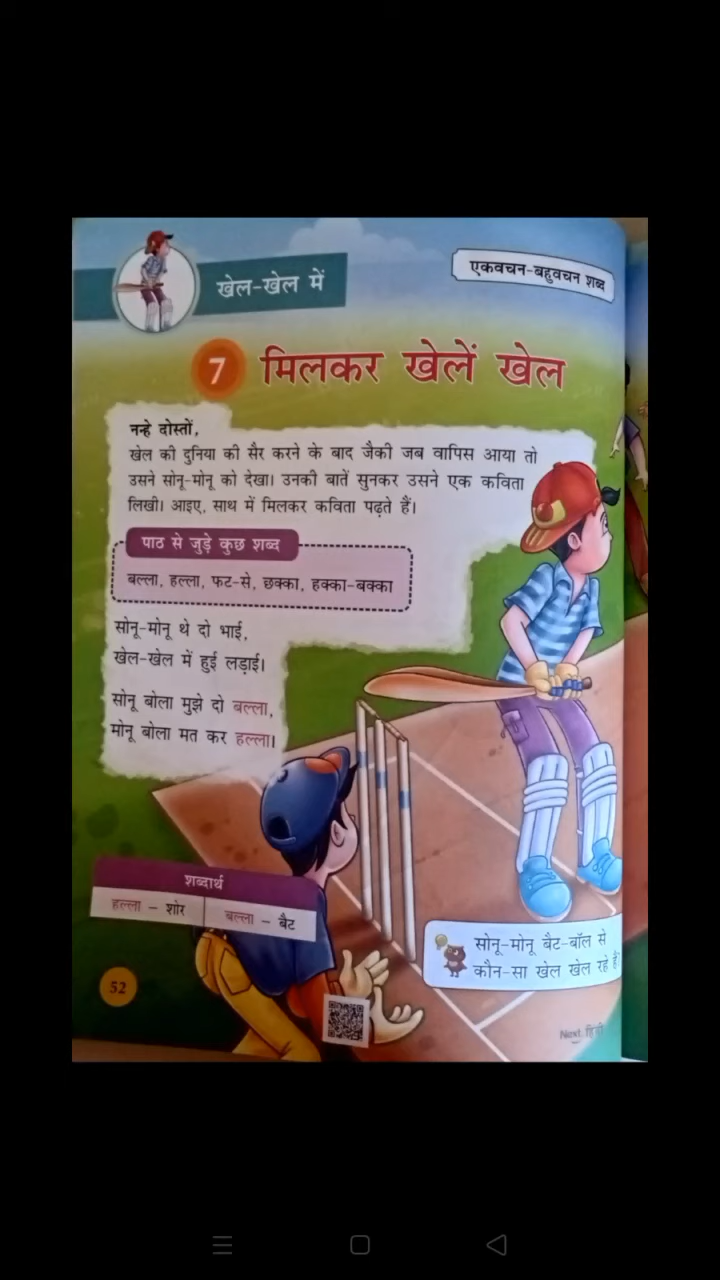 खेल-खेल में
एकवचन-बहुवचन शब्द
7 मिलकर खेलें खेल
नन्हे दोस्तों,
खेल की दुनिया की सैर करने के बाद जैकी जब वापिस आया तो
उसने सोनू-मोनू को देखा। उनकी बातें सुनकर उसने एक कविता
लिखी। आइए, साथ में मिलकर कविता पढ़ते हैं।
पाठ से जुड़े कुछ शब्द
बल्ला, हल्ला, फट-से, छक्का, हक्का-बक्का
सोनू-मोनू थे दो भाई,
खेल-खेल में हुई लड़ाई।
सोनू बोला मुझे दो बल्ला,
मोनू बोला मत कर हल्ला।
शब्दार्थ
हल्ला – शोर
बल्ला – बैट
सोनू-मोनू बैट-बॉल से
कौन-सा खेल खेल रहे हैं
52
Next हिंदी